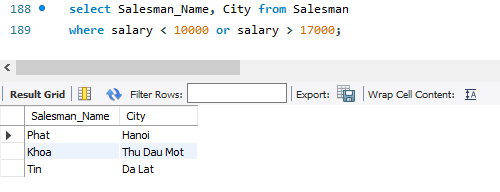 188 select Salesman_Name, City from Salesman
189 where salary < 10000 or salary > 17000;
Result Grid Filter Rows: Export: Wrap Cell Content:
Salesman_Name City
Phat Hanoi
Khoa Thu Dau Mot
Tin Da Lat